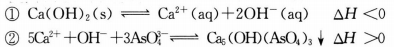 ① Ca(OH)₂(s) ⇌ Ca²⁺(aq)+2OH⁻(aq) ΔH <0
② 5Ca²⁺+OH⁻+3AsO₄³⁻ ⇌ Ca₅(OH)(AsO₄)₃↓ ΔH >0